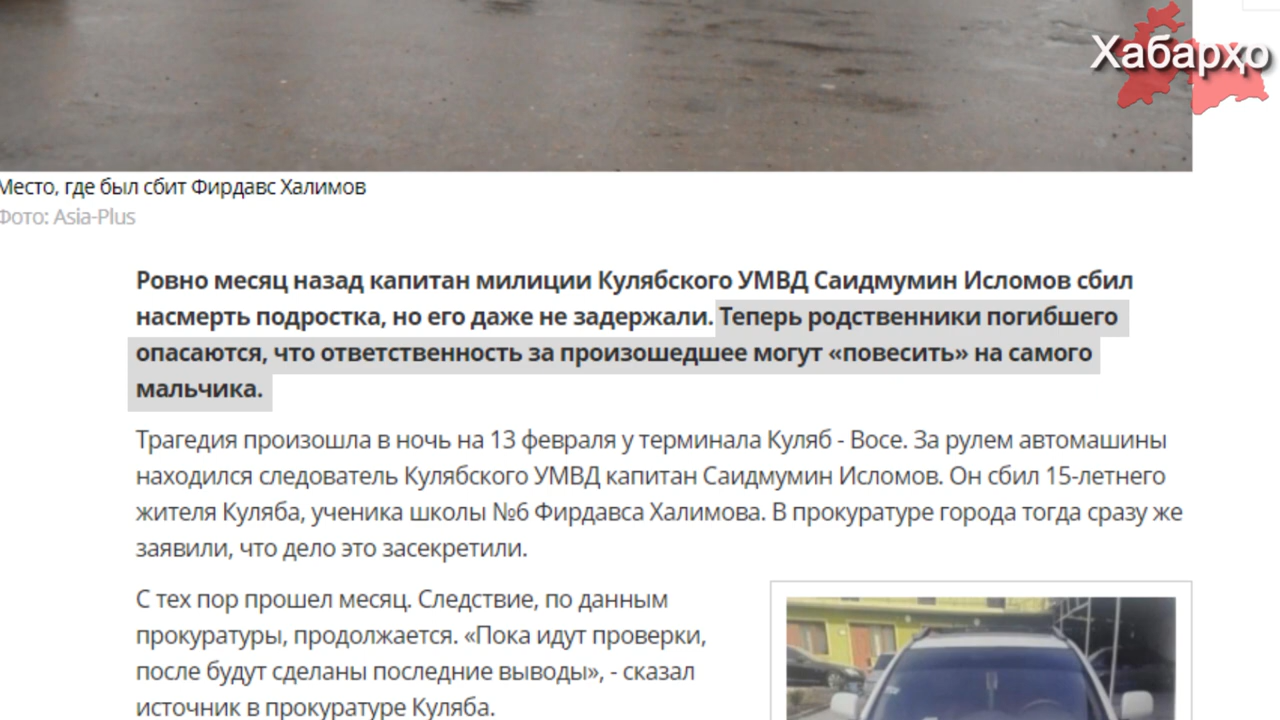 Хабарҳо
Место, где был сбит Фирдавс Халимов
Фото: Asia-Plus
Ровно месяц назад капитан милиции Кулябского УМВД Саидмумин Исломов сбил
насмерть подростка, но его даже не задержали. Теперь родственники погибшего
опасаются, что ответственность за произошедшее могут «повесить» на самого
мальчика.
Трагедия произошла в ночь на 13 февраля у терминала Куляб - Восе. За рулем автомашины
находился следователь Кулябского УМВД капитан Саидмумин Исломов. Он сбил 15-летнего
жителя Куляба, ученика школы №6 Фирдавса Халимова. В прокуратуре города тогда сразу же
заявили, что дело это засекретили.
С тех пор прошел месяц. Следствие, по данным
прокуратуры, продолжается. «Пока идут проверки,
после будут сделаны последние выводы», - сказал
источник в прокуратуре Куляба.